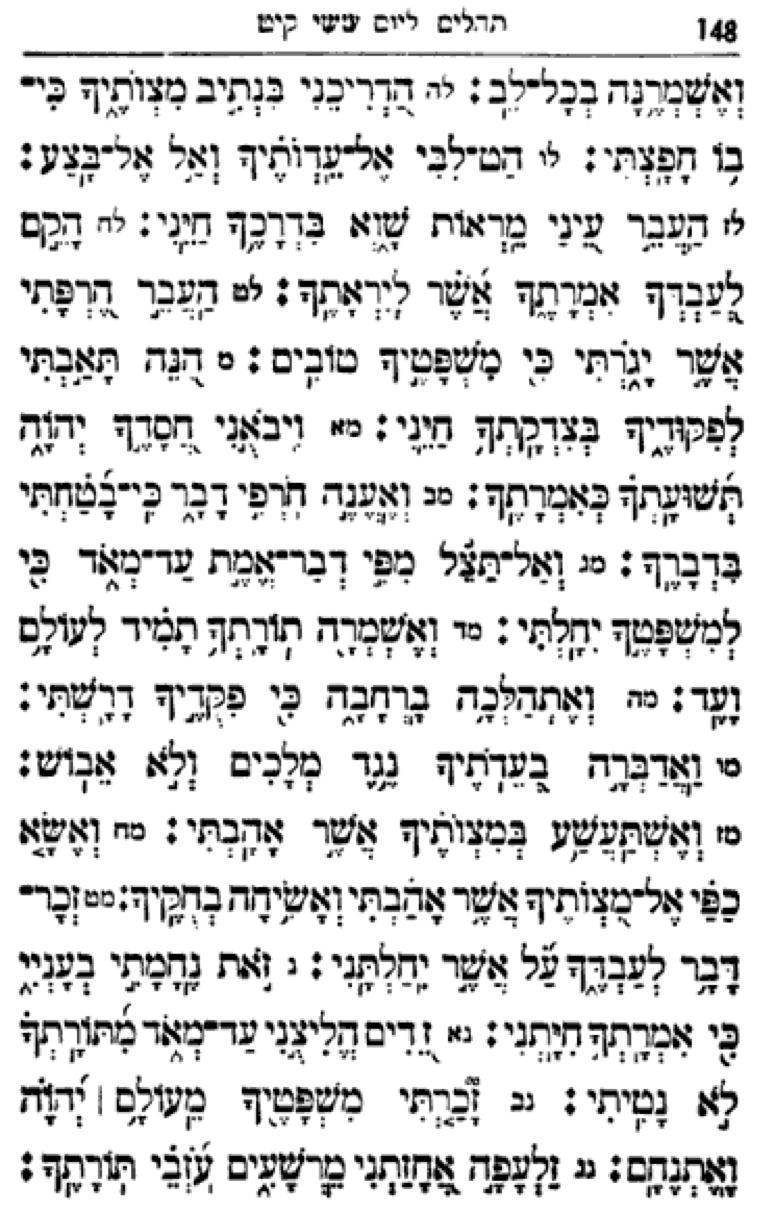 148 תהלים ליום עשי קיט
וְאֶשְׁמְרֶנָּה בְכָל־לֵב׃ לה הַדְרִיכֵנִי בִּנְתִיב מִצְוֹתֶיךָ כִּי־
בוֹ חָפָצְתִּי׃ לו הַט־לִבִּי אֶל־עֵדְוֹתֶיךָ וְאַל אֶל־בָּצַע׃
לז הַעֲבֵר עֵינַי מֵרְאוֹת שָׁוְא בִּדְרָכֶךָ חַיֵּנִי׃ לח הָקֵם
לְעַבְדְּךָ אִמְרָתֶךָ אֲשֶׁר לְיִרְאָתֶךָ׃ לט הַעֲבֵר חֶרְפָּתִי
אֲשֶׁר יָגֹרְתִּי כִּי מִשְׁפָּטֶיךָ טוֹבִים׃ מ הִנֵּה תָּאַבְתִּי
לְפִקּוּדֶיךָ בְּצִדְקָתְךָ חַיֵּנִי׃ מא וִיבֹאֻנִי חֲסָדֶךָ יְהוָֹה
תְּשׁוּעָתְךָ כְּאִמְרָתֶךָ׃ מב וְאֶעֱנֶה חֹרְפִי דָבָר כִּי־בָטַחְתִּי
בִּדְבָרֶךָ׃ מג וְאַל־תַּצֵּל מִפִּי דְבַר־אֱמֶת עַד־מְאֹד כִּי
לְמִשְׁפָּטֶךָ יִחָלְתִּי׃ מד וְאֶשְׁמְרָה תוֹרָתְךָ תָמִיד לְעוֹלָם
וָעֶד׃ מה וְאֶתְהַלְּכָה בָרְחָבָה כִּי פִקֻּדֶיךָ דָרָשְׁתִּי׃
מו וַאֲדַבְּרָה בְעֵדֹתֶיךָ נֶגֶד מְלָכִים וְלֹא אֵבוֹשׁ׃
מז וְאֶשְׁתַּעֲשַׁע בְּמִצְוֹתֶיךָ אֲשֶׁר אָהָבְתִּי׃ מח וְאֶשָּׂא
כַפַּי אֶל־מִצְוֹתֶיךָ אֲשֶׁר אָהַבְתִּי וְאָשִׂיחָה בְחֻקֶּיךָ׃ מט זְכָר־
דָּבָר לְעַבְדֶּךָ עַל אֲשֶׁר יִחַלְתָּנִי׃ נ זֹאת נֶחָמָתִי בְעָנְיִי
כִּי אִמְרָתְךָ חִיָּתְנִי׃ נא זֵדִים הֱלִיצֻנִי עַד־מְאֹד מִתּוֹרָתְךָ
לֹא נָטִיתִי׃ נב זָכַרְתִּי מִשְׁפָּטֶיךָ מֵעוֹלָם ׀ יְהוָֹה
וָאֶתְנֶחָם׃ נג זַלְעָפָה אֲחָזַתְנִי מֵרְשָׁעִים עֹזְבֵי תּוֹרָתֶךָ׃